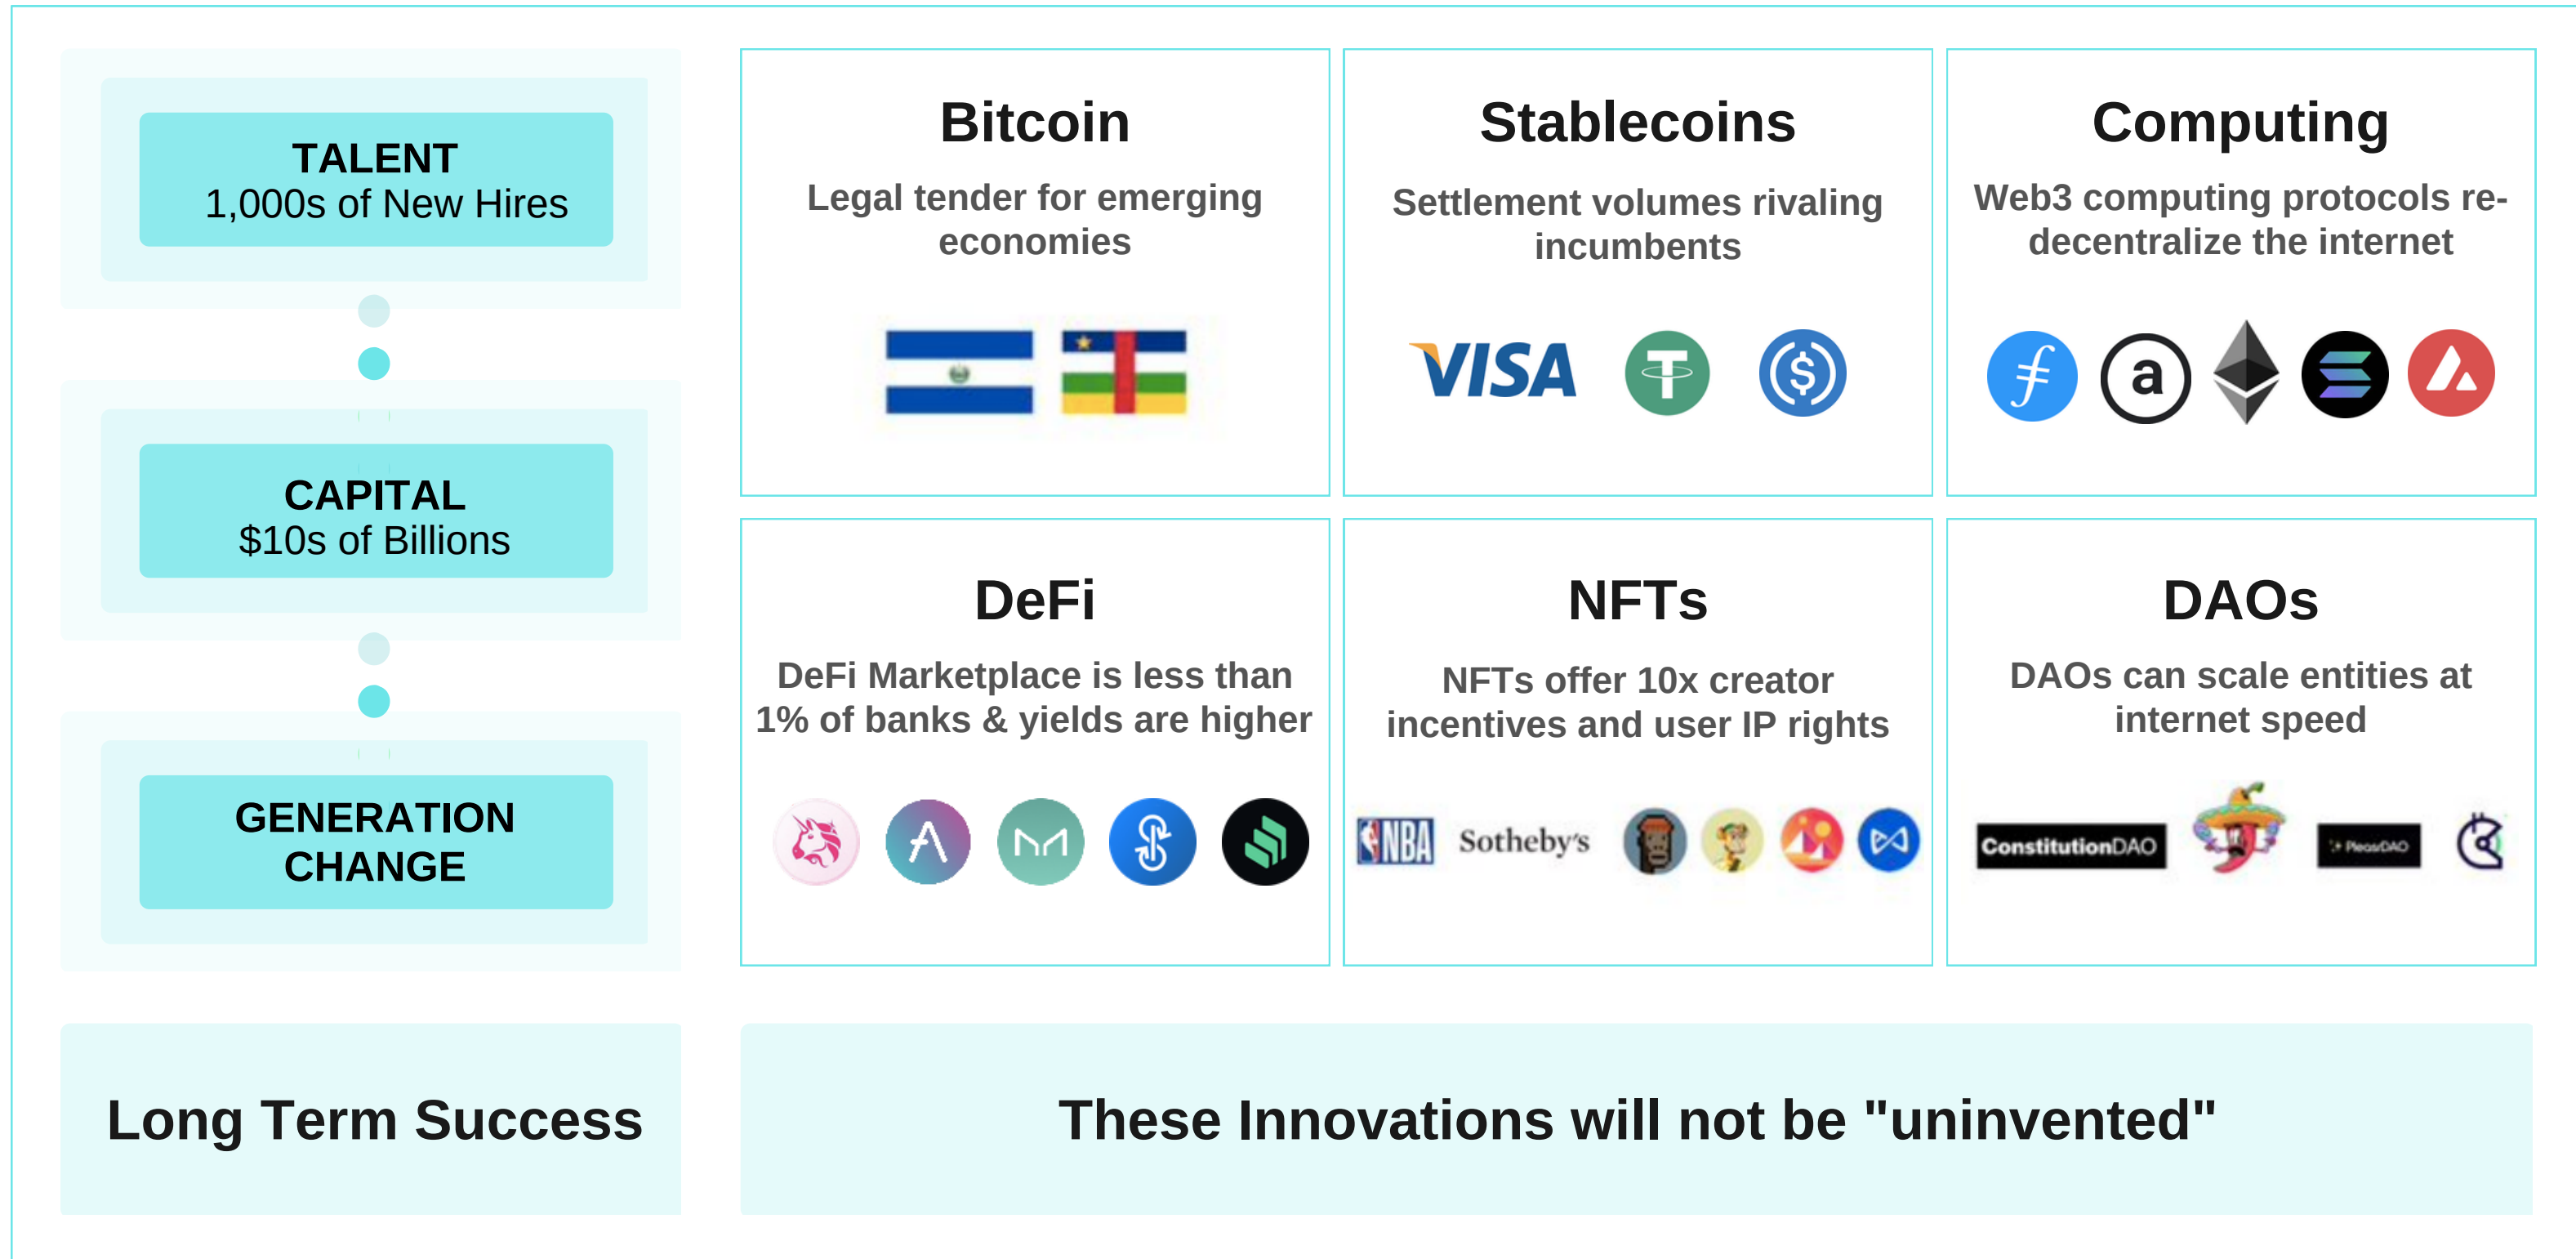 TALENT
1,000s of New Hires
CAPITAL
$10s of Billions
GENERATION
CHANGE
Long Term Success
Bitcoin
Legal tender for emerging
economies
Stablecoins
Settlement volumes rivaling
incumbents
VISA
Computing
Web3 computing protocols re-
decentralize the internet
a
DeFi
DeFi Marketplace is less than
1% of banks & yields are higher
NFTs
NFTs offer 10x creator
incentives and user IP rights
NBA
Sotheby's
DAOs
DAOs can scale entities at
internet speed
ConstitutionDAO
PleasrDAO
These Innovations will not be "uninvented"